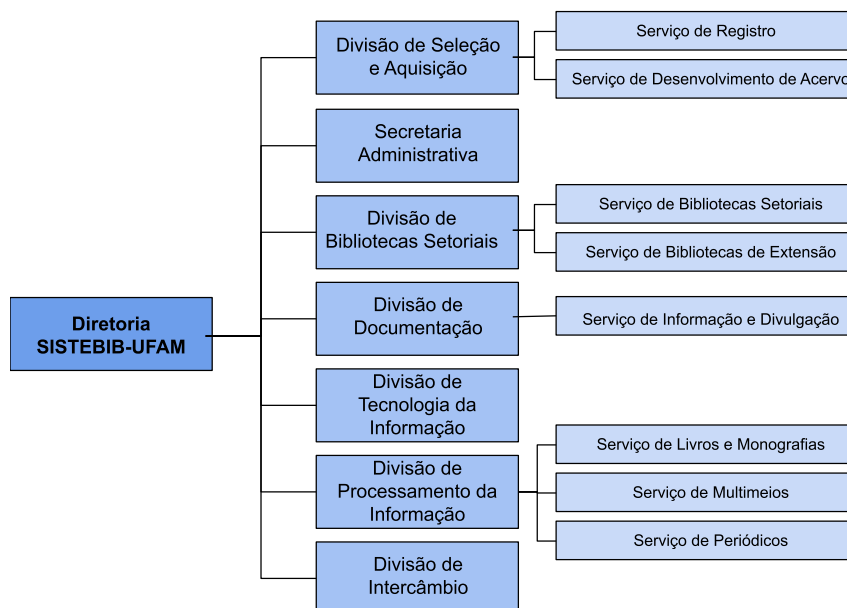 Divisão de Seleção
e Aquisição
Serviço de Registro
Serviço de Desenvolvimento de Acervo
Secretaria
Administrativa
Divisão de
Bibliotecas Setoriais
Serviço de Bibliotecas Setoriais
Serviço de Bibliotecas de Extensão
Diretoria
SISTEBIB-UFAM
Divisão de
Documentação
Serviço de Informação e Divulgação
Divisão de
Tecnologia da
Informação
Divisão de
Processamento da
Informação
Serviço de Livros e Monografias
Serviço de Multimeios
Serviço de Periódicos
Divisão de
Intercâmbio